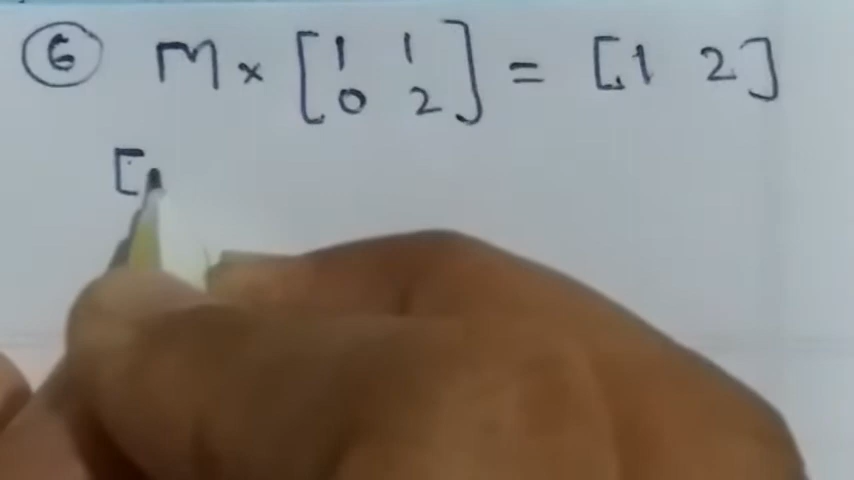 6 M × [1 1 0 2] = [1 2]
[